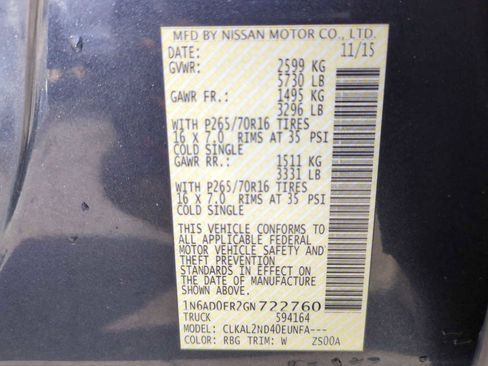 MFD BY NISSAN MOTOR CO., LTD.
DATE: 11/15
GVWR: 2599 KG
5730 LB
GAWR FR.: 1495 KG
3296 LB
WITH P265/70R16 TIRES
16 X 7.0 RIMS AT 35 PSI
COLD SINGLE
GAWR RR.: 1511 KG
3331 LB
WITH P265/70R16 TIRES
16 X 7.0 RIMS AT 35 PSI
COLD SINGLE
THIS VEHICLE CONFORMS TO
ALL APPLICABLE FEDERAL
MOTOR VEHICLE SAFETY AND
THEFT PREVENTION
STANDARDS IN EFFECT ON
THE DATE OF MANUFACTURE
SHOWN ABOVE.
1N6AD0FR2GN722760
TRUCK 594164
MODEL: CLKAL2ND40EUNFA---
COLOR: RBG TRIM: W ZS00A